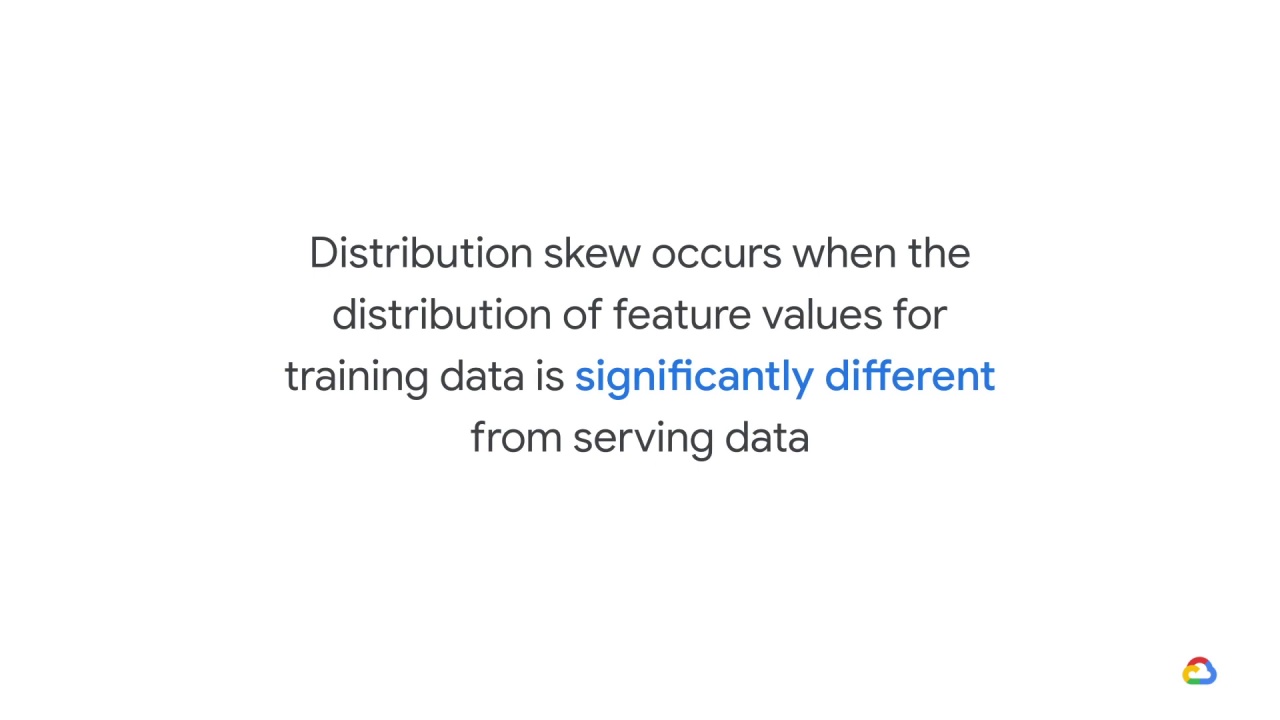 Distribution skew occurs when the
distribution of feature values for
training data is significantly different
from serving data